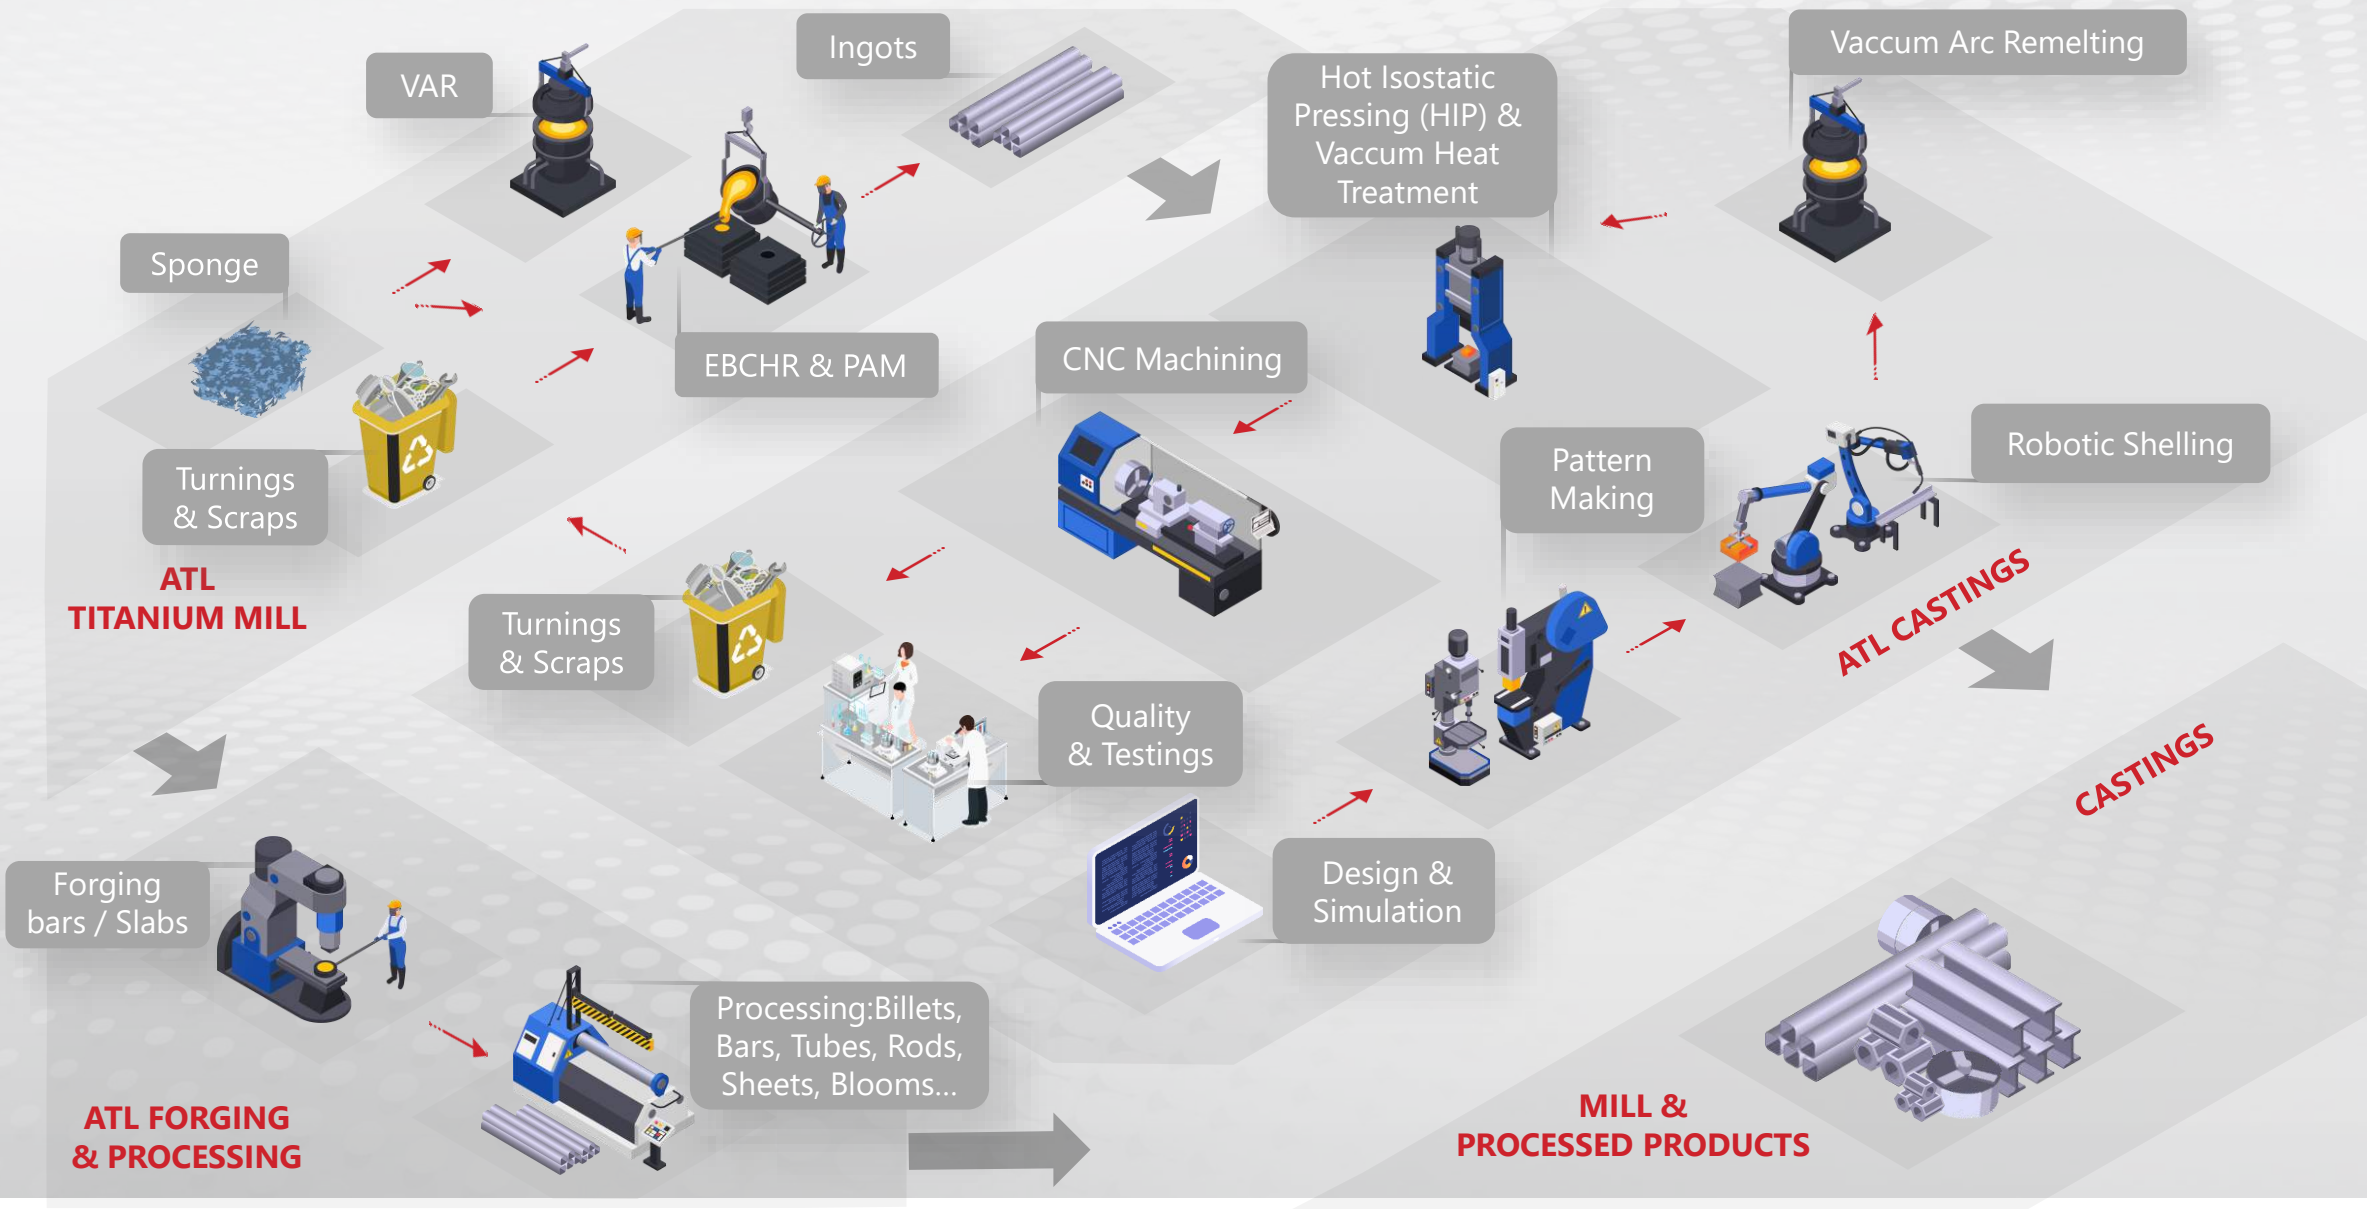 Ingots
Vaccum Arc Remelting
VAR
Hot Isostatic
Pressing (HIP) &
Vaccum Heat
Treatment
Sponge
EBCHR & PAM
CNC Machining
Turnings
& Scraps
Pattern
Making
Robotic Shelling
ATL
TITANIUM MILL
Turnings
& Scraps
ATL CASTINGS
Quality
& Testings
CASTINGS
Forging
bars / Slabs
Design &
Simulation
Processing:Billets,
Bars, Tubes, Rods,
Sheets, Blooms...
ATL FORGING
& PROCESSING
MILL &
PROCESSED PRODUCTS